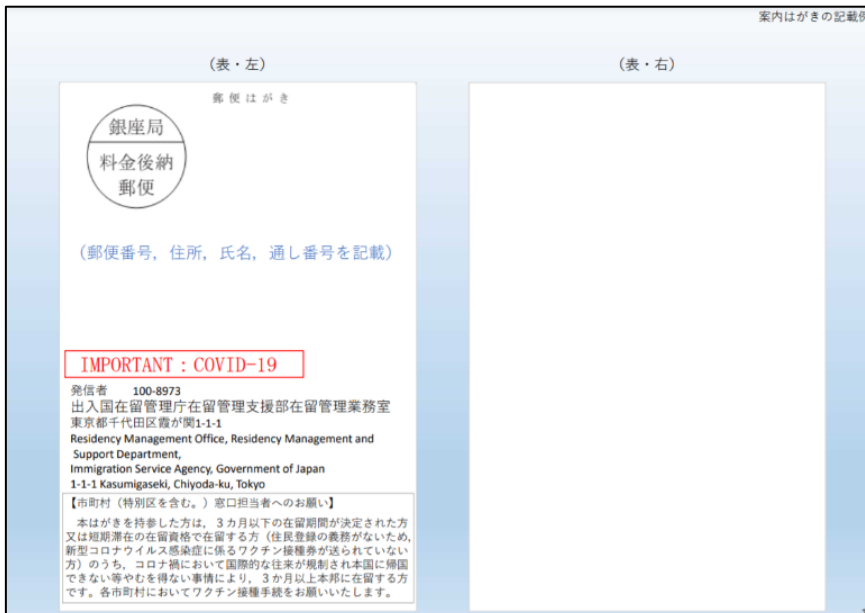 案内はがきの記載例
(表・左)
(表・右)
郵便はがき
銀座局
料金後納
郵便
(郵便番号，住所，氏名，通し番号を記載)
IMPORTANT：COVID-19
発信者 100-8973
出入国在留管理庁在留管理支援部在留管理業務室
東京都千代田区霞が関1-1-1
Residency Management Office, Residency Management and
Support Department,
Immigration Service Agency, Government of Japan
1-1-1 Kasumigaseki, Chiyoda-ku, Tokyo
【市町村（特別区を含む。）窓口担当者へのお願い】
本はがきを持参した方は，３カ月以下の在留期間が決定された方
又は短期滞在の在留資格で在留する方（住民登録の義務がないため,
新型コロナウイルス感染症に係るワクチン接種券が送られていない
方）のうち，コロナ禍において国際的な往来が規制され本国に帰国
できない等やむを得ない事情により，３か月以上本邦に在留する方
です。各市町村においてワクチン接種手続をお願いいたします。